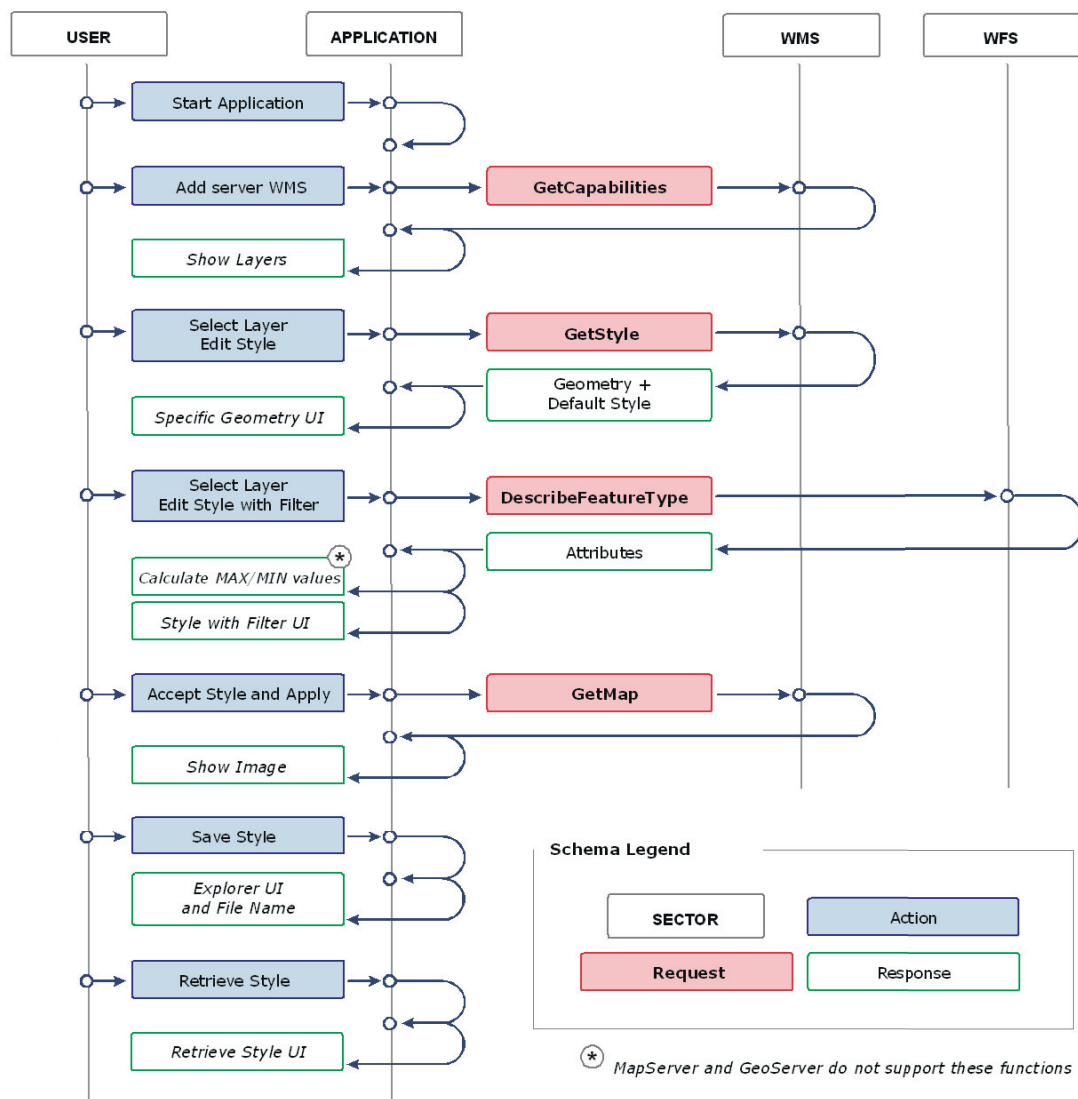 USER
APPLICATION
WMS
WFS
Start Application
Add server WMS
GetCapabilities
Show Layers
Select Layer
Edit Style
GetStyle
Geometry +
Default Style
Specific Geometry UI
Select Layer
Edit Style with Filter
DescribeFeatureType
Attributes
*
Calculate MAX/MIN values
Style with Filter UI
Accept Style and Apply
GetMap
Show Image
Save Style
Explorer UI
and File Name
Retrieve Style
Retrieve Style UI
Schema Legend
SECTOR
Action
Request
Response
* MapServer and GeoServer do not support these functions